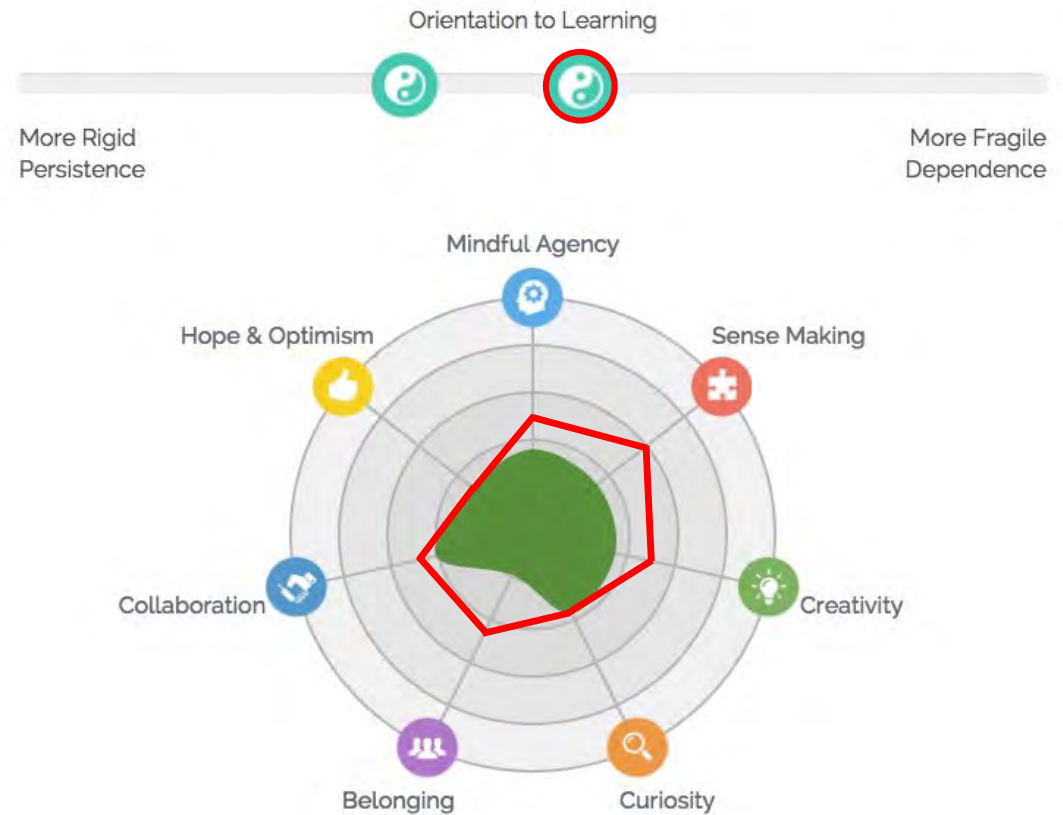 Orientation to Learning
More Rigid
Persistence
More Fragile
Dependence
Mindful Agency
Hope & Optimism
Sense Making
Collaboration
Creativity
Belonging
Curiosity